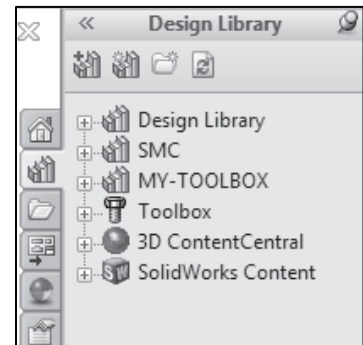 Design Library
Design Library
SMC
MY-TOOLBOX
Toolbox
3D ContentCentral
SolidWorks Content